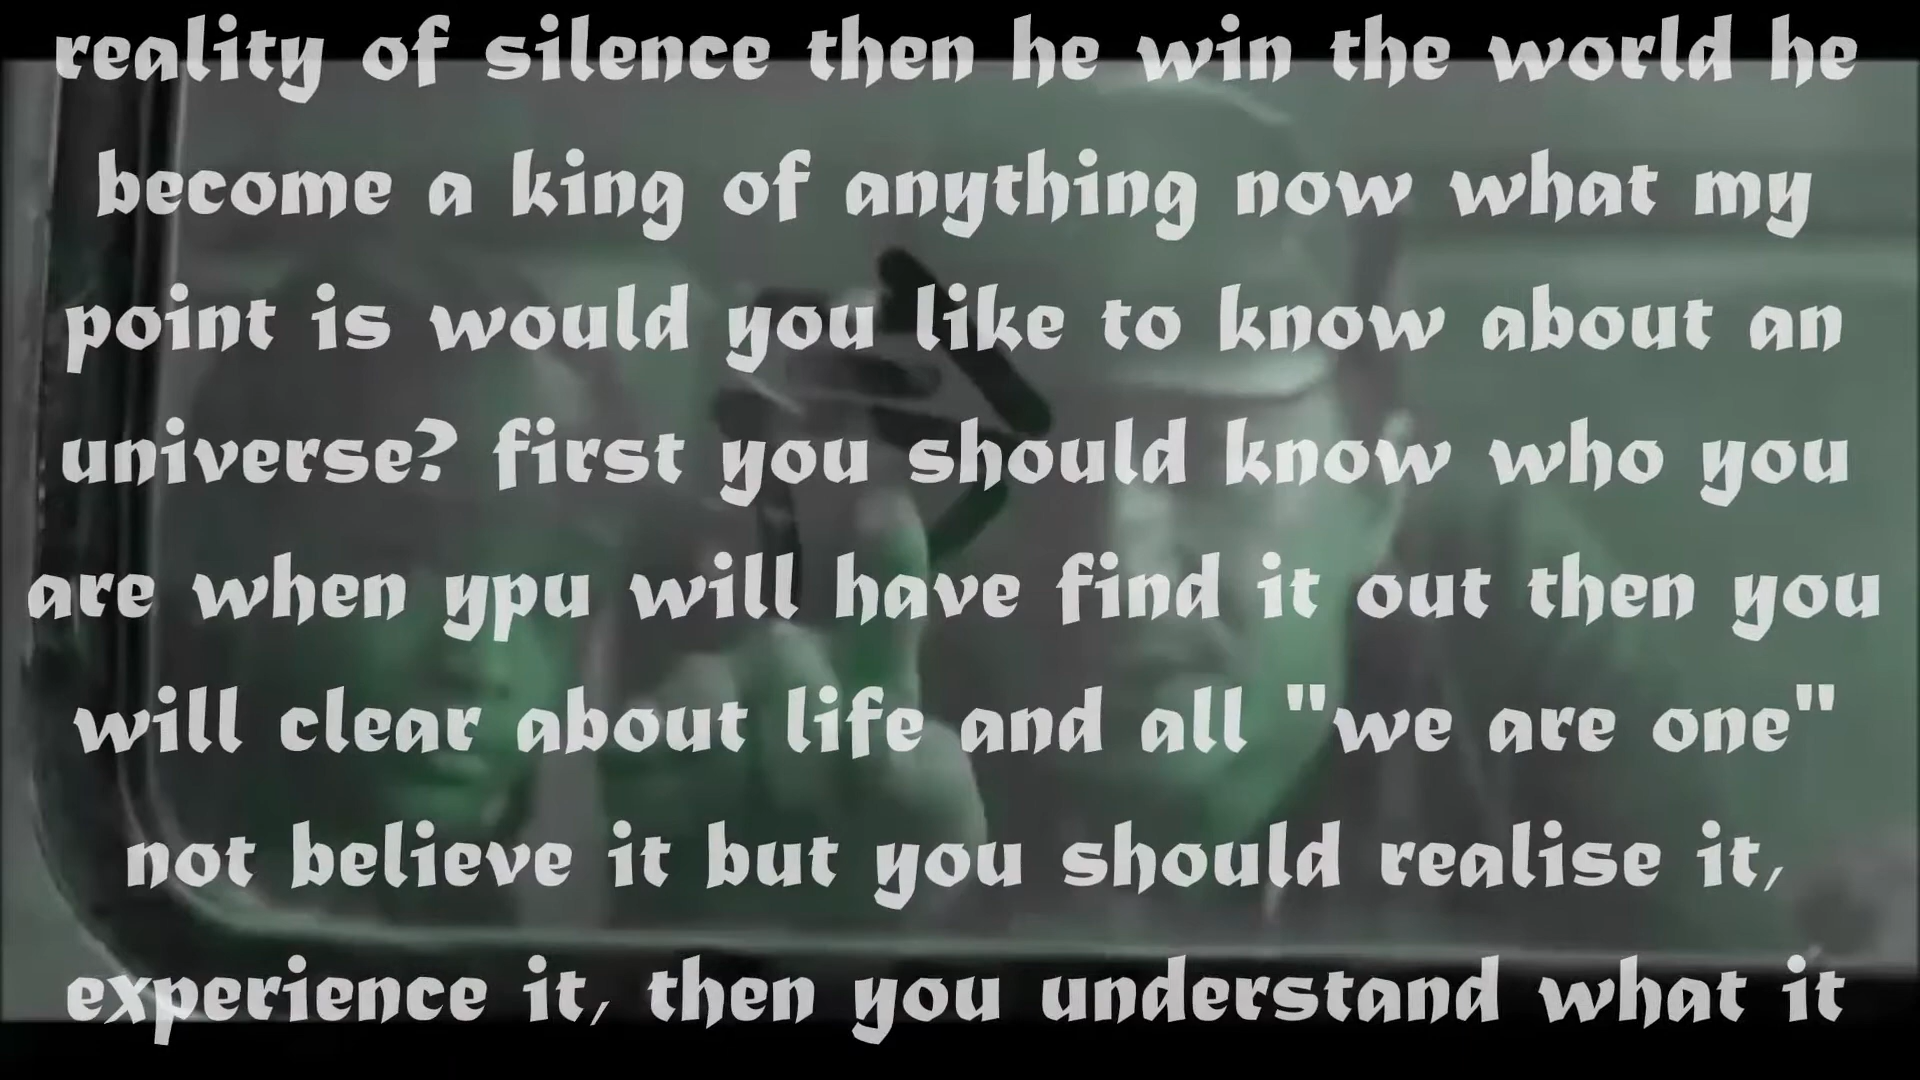 reality of silence then he win the world he
become a king of anything now what my
point is would you like to know about an
universe? first you should know who you
are when ypu will have find it out then you
will clear about life and all "we are one"
not believe it but you should realise it,
experience it, then you understand what it